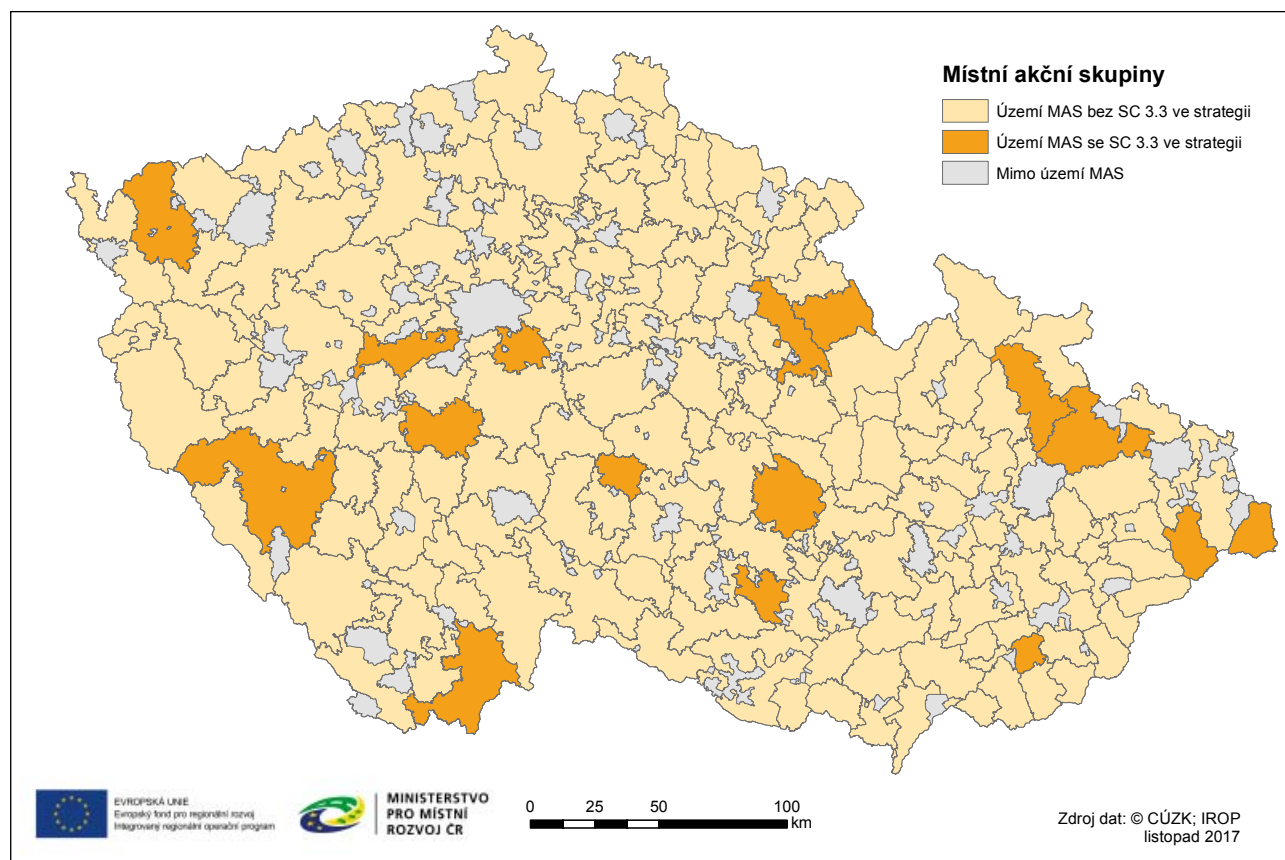 Místní akční skupiny
Území MAS bez SC 3.3 ve strategii
Území MAS se SC 3.3 ve strategii
Mimo území MAS
EVROPSKÁ UNIE
Evropský fond pro regionální rozvoj
Integrovaný regionální operační program
MINISTERSTVO
PRO MÍSTNÍ
ROZVOJ ČR
0 25 50 100
km
Zdroj dat: © ČÚZK; IROP
listopad 2017